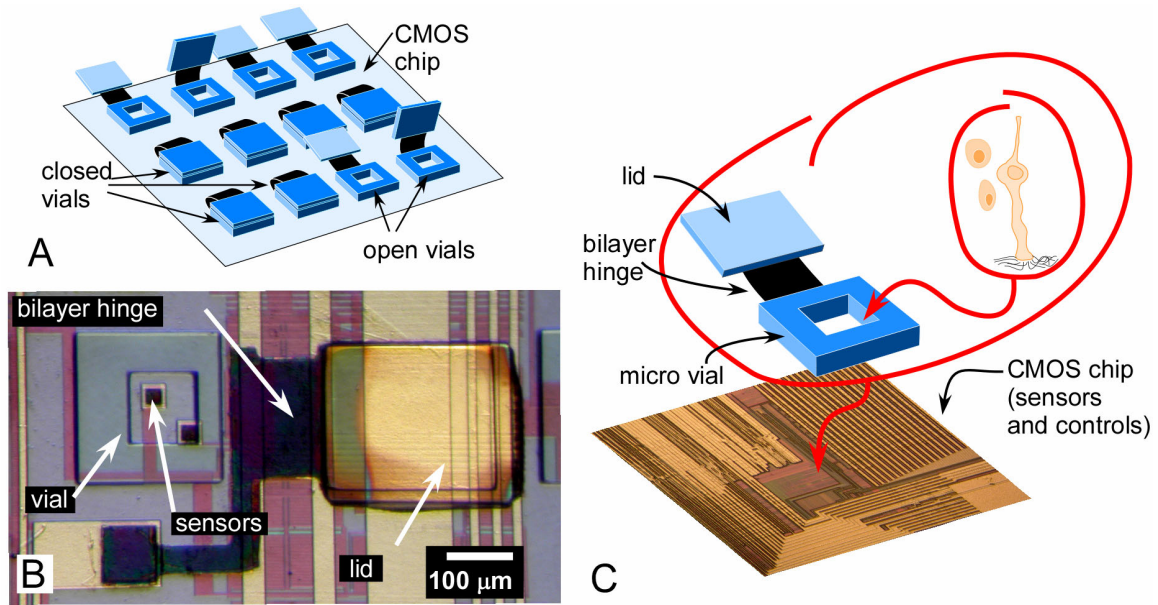 CMOS
chip
closed
vials
open vials
A
bilayer hinge
vial
sensors
lid
100 μm
B
lid
bilayer
hinge
micro vial
CMOS chip
(sensors
and controls)
C